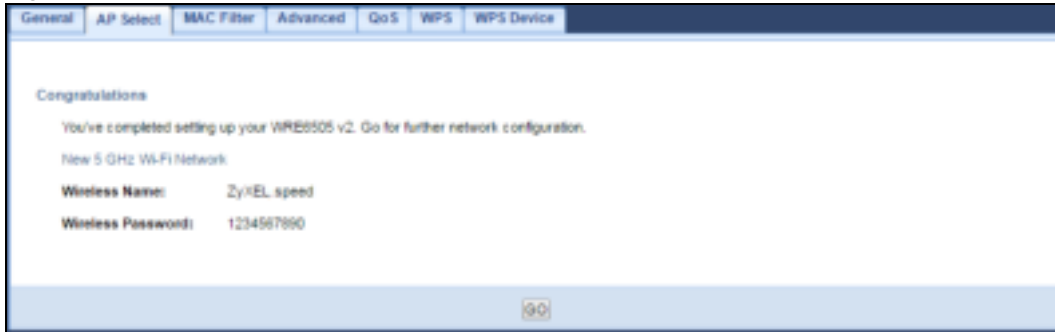 General AP Select MAC Filter Advanced QoS WPS WPS Device
Congratulations
You've completed setting up your WRE6505 v2. Go for further network configuration.
New 5 GHz Wi-Fi Network
Wireless Name: ZyXEL.speed
Wireless Password: 1234567890
GO